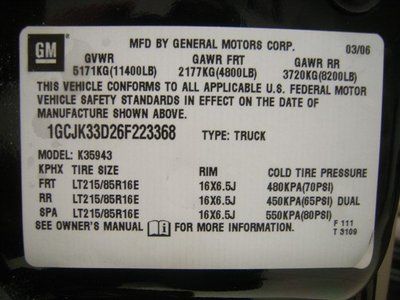 GM
MFD BY GENERAL MOTORS CORP. 03/06
GVWR GAWR FRT GAWR RR
5171KG(11400LB) 2177KG(4800LB) 3720KG(8200LB)
THIS VEHICLE CONFORMS TO ALL APPLICABLE U.S. FEDERAL MOTOR
VEHICLE SAFETY STANDARDS IN EFFECT ON THE DATE OF
MANUFACTURE SHOWN ABOVE.
1GCJK33D26F223368 TYPE: TRUCK
MODEL: K35943
KPHX TIRE SIZE RIM COLD TIRE PRESSURE
FRT LT215/85R16E 16X6.5J 480KPA(70PSI)
RR LT215/85R16E 16X6.5J 450KPA(65PSI) DUAL
SPA LT215/85R16E 16X6.5J 550KPA(80PSI)
SEE OWNER'S MANUAL i FOR MORE INFORMATION. F 111
T 3109